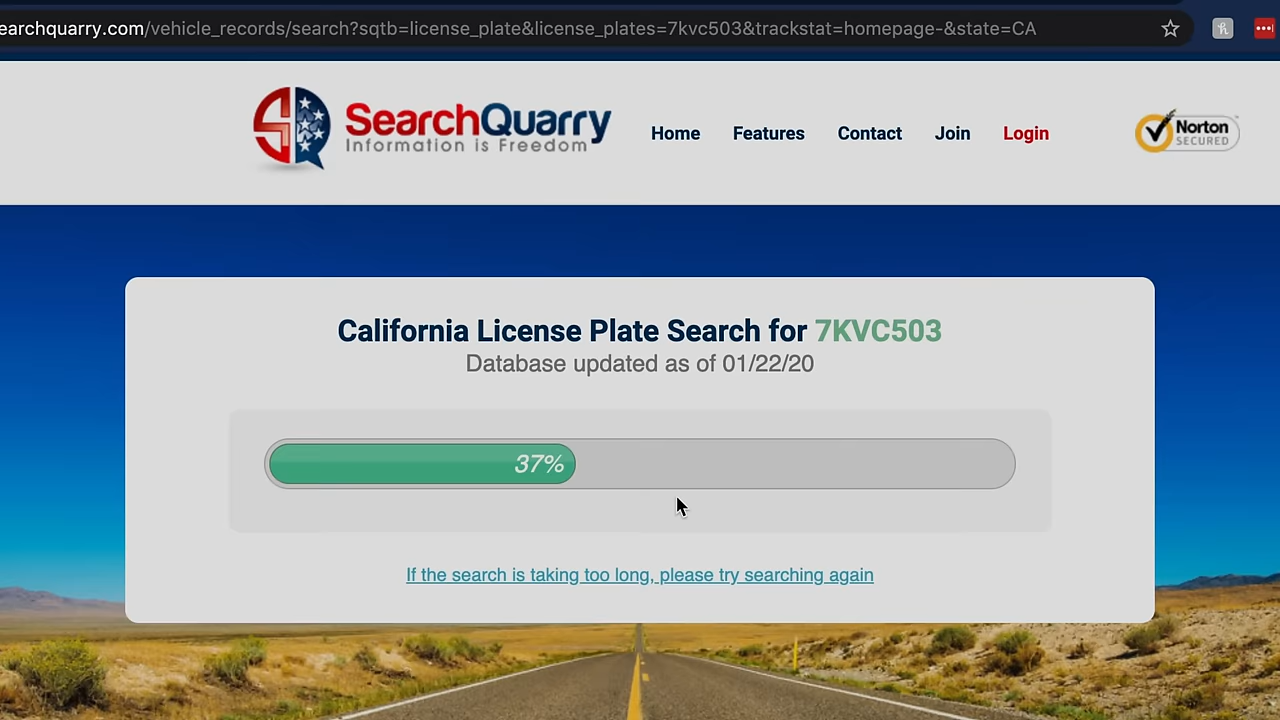 earchquarry.com/vehicle_records/search?sqtb=license_plate&license_plates=7kvc503&trackstat=homepage-&state=CA
SearchQuarry
Information is Freedom
Home Features Contact Join Login
Norton
SECURED
California License Plate Search for 7KVC503
Database updated as of 01/22/20
37%
If the search is taking too long, please try searching again